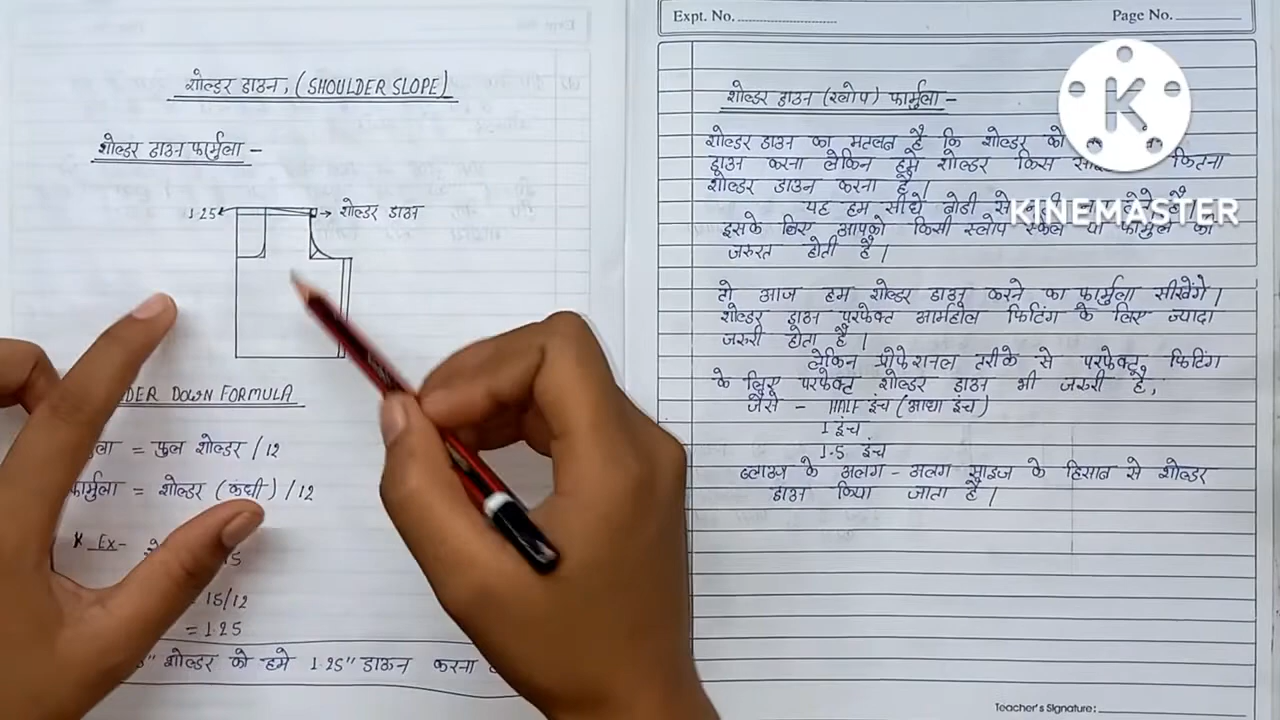 शोल्डर डाउन, (SHOULDER SLOPE)
शोल्डर डाउन फार्मुला -
1.25 → शोल्डर डाउन
DER DOWN FORMULA
ला = फुल शोल्डर /12
फार्मुला = शोल्डर (कंधी) /12
* Ex-
15
= 15/12
= 1.25
" शोल्डर को हमे 1.25" डाऊन करना
Expt. No.
Page No.
शोल्डर डाउन (स्लोप) फार्मुला -
शोल्डर डाउन का मतलब है कि शोल्डर को
डाउन करना लेकिन हमे शोल्डर किस कितना
शोल्डर डाउन करना है।
यह हम सीधे बोडी से
इसके लिए आपको किसी स्लोप स्केल या फार्मुले की
जरुरत होती है।
तो आज हम शोल्डर डाउन करने का फार्मुला सीखेंगे।
शोल्डर डाउन परफेक्ट आर्महोल फिटिंग के लिए ज्यादा
जरुरी होता है।
लेकिन प्रोफेशनल तरीके से परफेक्ट फिटिंग
के लिए परफेक्ट शोल्डर डाउन भी जरुरी है,
जैसे - HALF इंच (आधा इंच)
1 इंच
1.5 इंच
ब्लाउज के अलग - अलग साइज के हिसाब से शोल्डर
डाउन किया जाता है।
Teacher's Signature:
K
KINEMASTER